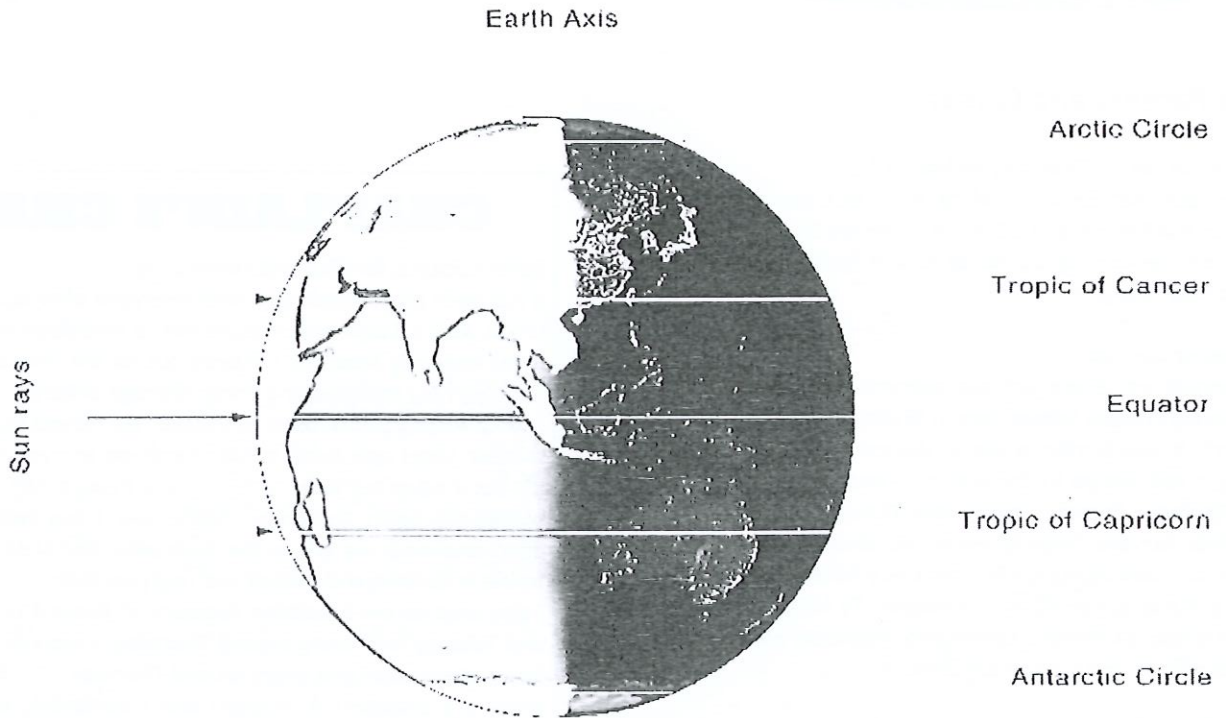 Earth Axis
Arctic Circle
Tropic of Cancer
Sun rays
Equator
Tropic of Capricorn
Antarctic Circle